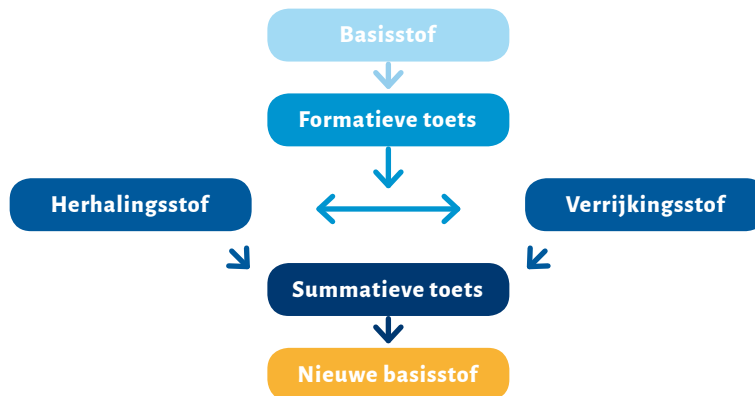 Basisstof
Formatieve toets
Herhalingsstof
Verrijkingsstof
Summatieve toets
Nieuwe basisstof